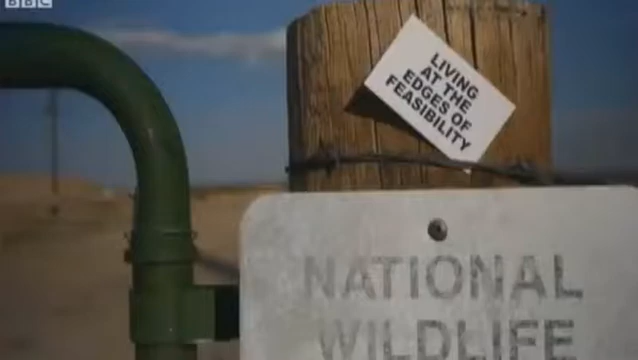 BBC
LIVING
AT THE
EDGES OF
FEASIBILITY
NATIONAL
WILDLIFE